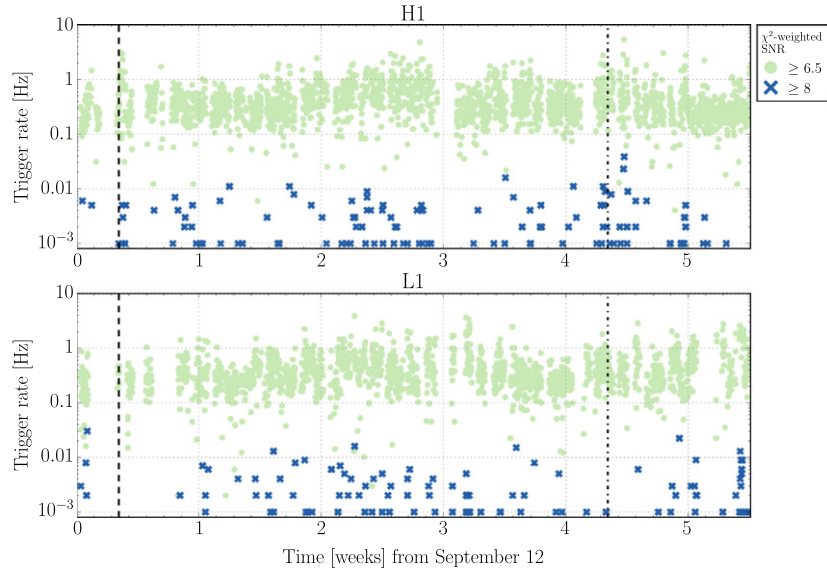 H1
10
1
0.1
0.01
10⁻³
Trigger rate [Hz]
0 1 2 3 4 5
χ²-weighted
SNR
≥ 6.5
≥ 8
L1
10
1
0.1
0.01
10⁻³
Trigger rate [Hz]
0 1 2 3 4 5
Time [weeks] from September 12